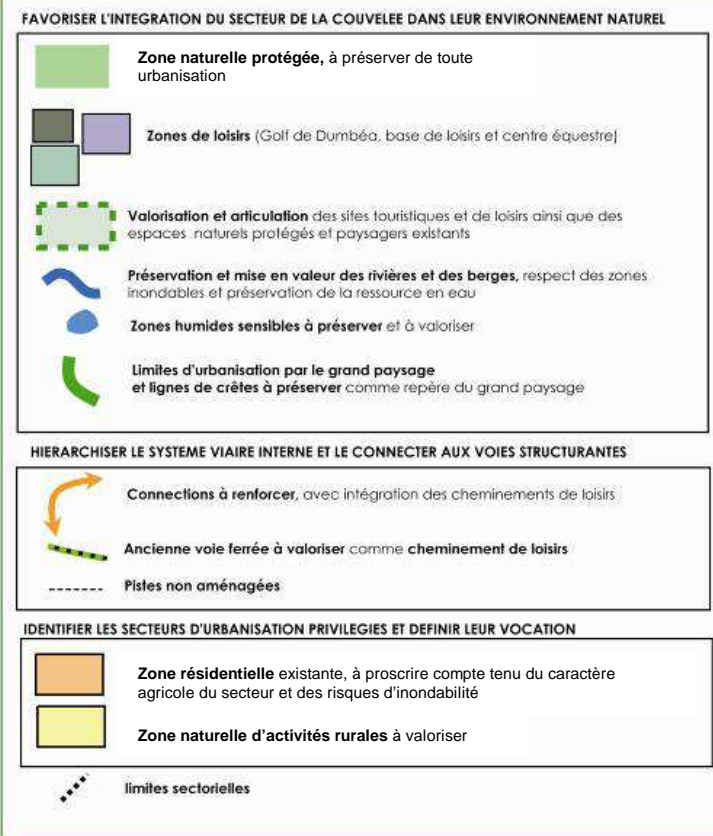 FAVORISER L'INTEGRATION DU SECTEUR DE LA COUVELEE DANS LEUR ENVIRONNEMENT NATUREL
Zone naturelle protégée, à préserver de toute
urbanisation
Zones de loisirs (Golf de Dumbéa, base de loisirs et centre équestre)
Valorisation et articulation des sites touristiques et de loisirs ainsi que des
espaces naturels protégés et paysagers existants
Préservation et mise en valeur des rivières et des berges, respect des zones
inondables et préservation de la ressource en eau
Zones humides sensibles à préserver et à valoriser
Limites d'urbanisation par le grand paysage
et lignes de crêtes à préserver comme repère du grand paysage
HIERARCHISER LE SYSTEME VIAIRE INTERNE ET LE CONNECTER AUX VOIES STRUCTURANTES
Connections à renforcer, avec intégration des cheminements de loisirs
Ancienne voie ferrée à valoriser comme cheminement de loisirs
Pistes non aménagées
IDENTIFIER LES SECTEURS D'URBANISATION PRIVILEGIES ET DEFINIR LEUR VOCATION
Zone résidentielle existante, à proscrire compte tenu du caractère
agricole du secteur et des risques d'inondabilité
Zone naturelle d'activités rurales à valoriser
limites sectorielles